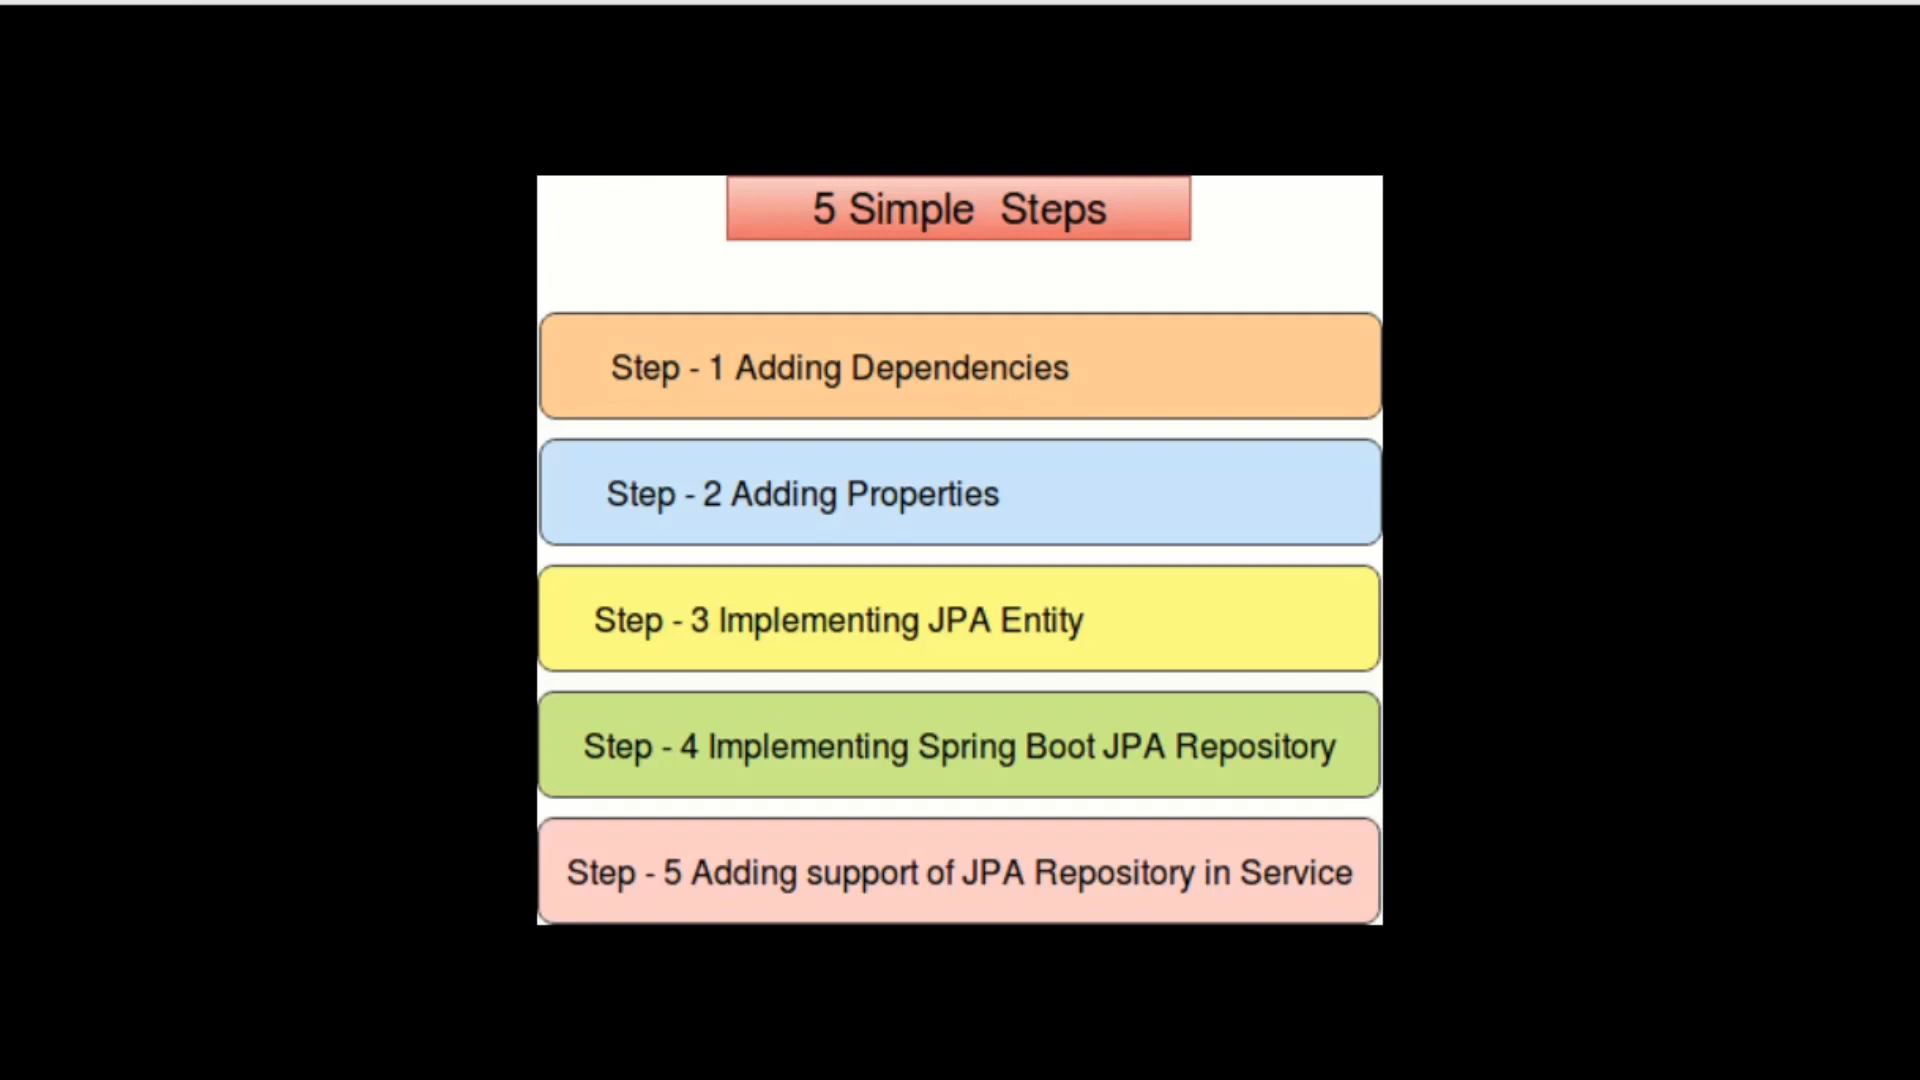 5 Simple  Steps
Step - 1 Adding Dependencies
Step - 2 Adding Properties
Step - 3 Implementing JPA Entity
Step - 4 Implementing Spring Boot JPA Repository
Step - 5 Adding support of JPA Repository in Service